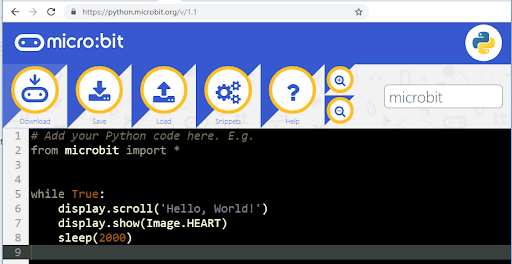 https://python.microbit.org/v/1.1
micro:bit
Download
Save
Load
Snippets
?
Help
microbit
1 # Add your Python code here. E.g.
2 from microbit import *
3
4
5 while True:
6 display.scroll('Hello, World!')
7 display.show(Image.HEART)
8 sleep(2000)
9